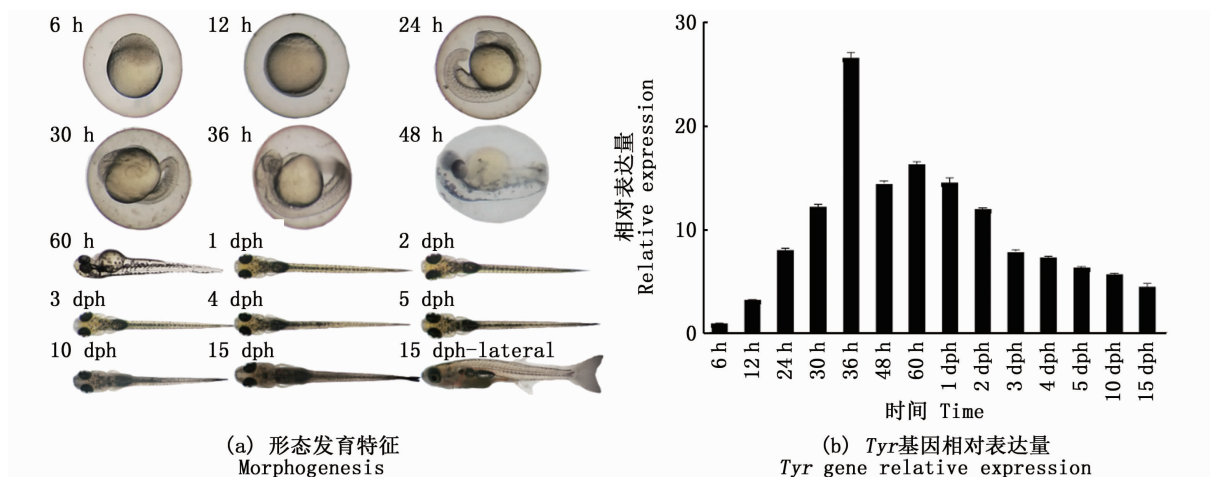 6 h
12 h
24 h
30 h
36 h
48 h
60 h
1 dph
2 dph
3 dph
4 dph
5 dph
10 dph
15 dph
15 dph-lateral
(a) 形态发育特征
Morphogenesis
30
20
10
0
相对表达量
Relative expression
6 h
12 h
24 h
30 h
36 h
48 h
60 h
1 dph
2 dph
3 dph
4 dph
5 dph
10 dph
15 dph
时间 Time
(b) Tyr基因相对表达量
Tyr gene relative expression